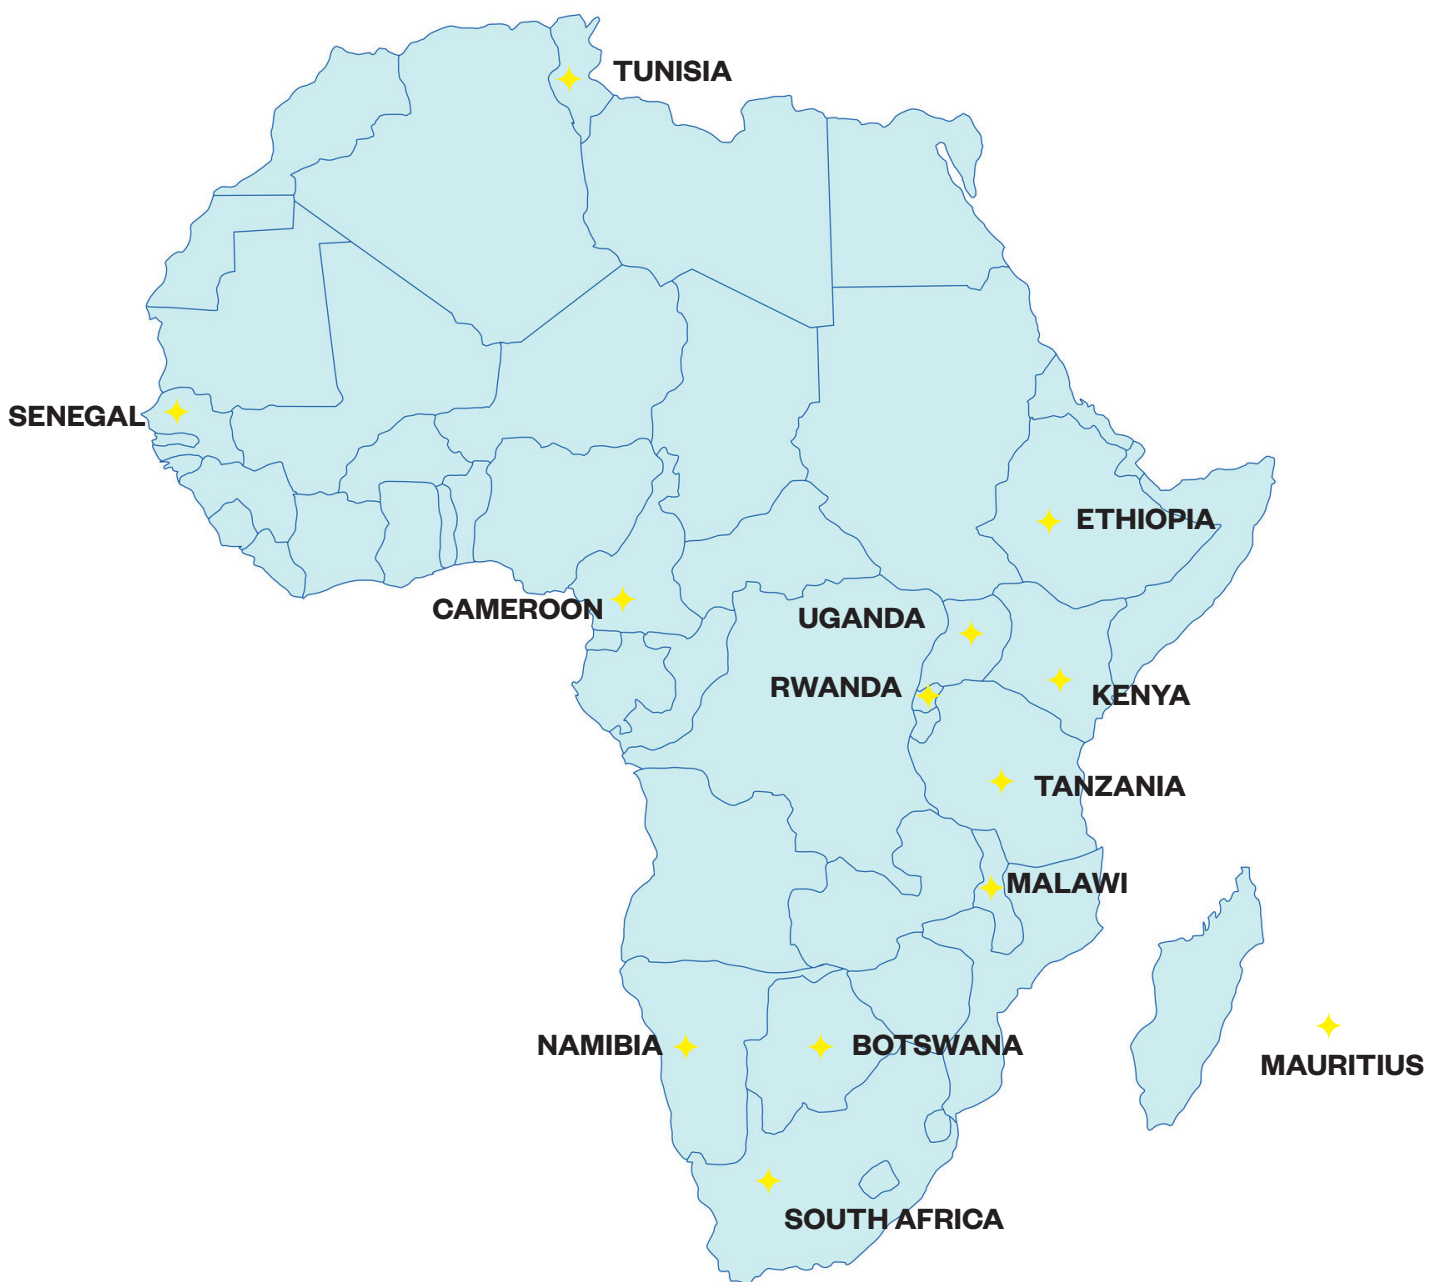 TUNISIA
SENEGAL
ETHIOPIA
CAMEROON
UGANDA
RWANDA
KENYA
TANZANIA
MALAWI
NAMIBIA
BOTSWANA
MAURITIUS
SOUTH AFRICA